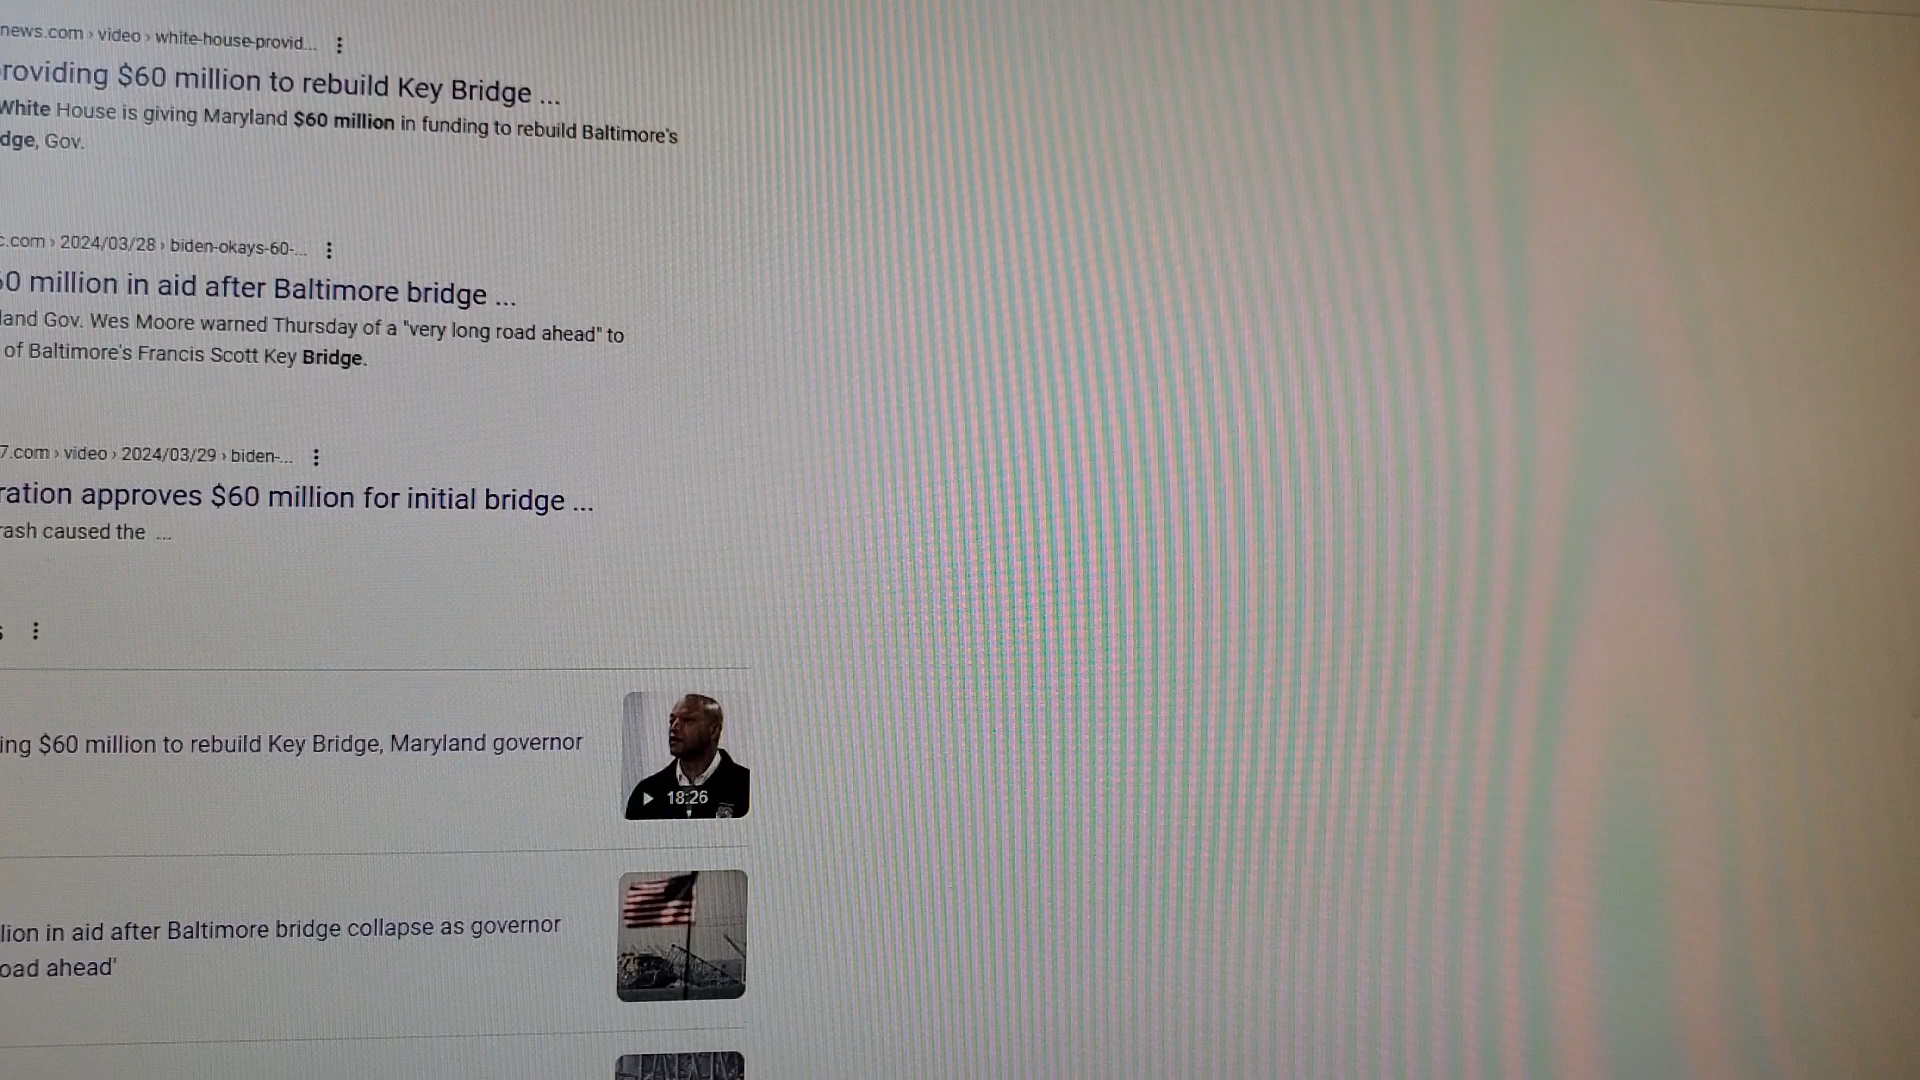 news.com › video › white-house-provid...
roviding $60 million to rebuild Key Bridge ...
White House is giving Maryland $60 million in funding to rebuild Baltimore's
dge, Gov.
c.com › 2024/03/28 › biden-okays-60-...
60 million in aid after Baltimore bridge ...
land Gov. Wes Moore warned Thursday of a "very long road ahead" to
of Baltimore's Francis Scott Key Bridge.
7.com › video › 2024/03/29 › biden-...
ration approves $60 million for initial bridge ...
rash caused the ...
s
ing $60 million to rebuild Key Bridge, Maryland governor
18:26
lion in aid after Baltimore bridge collapse as governor
oad ahead'